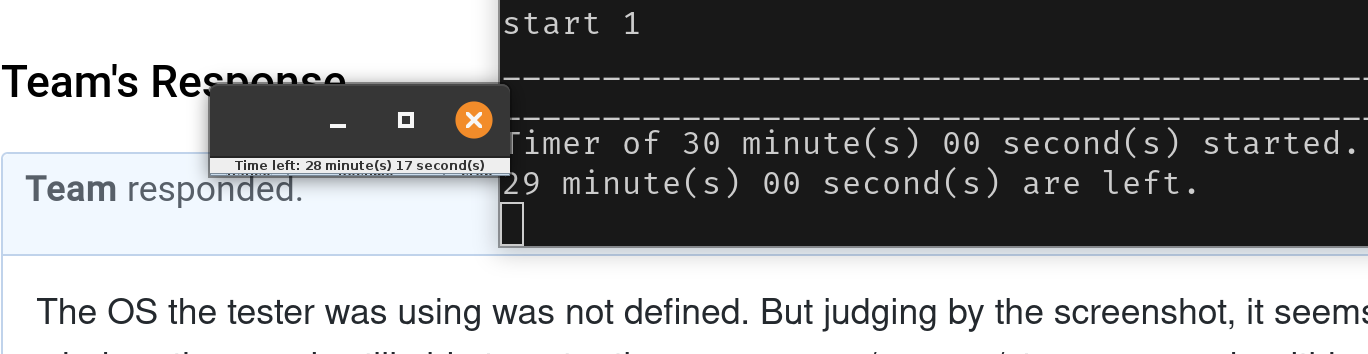 start 1
Team's Response
Timer of 30 minute(s) 00 second(s) started.
Time left: 28 minute(s) 17 second(s)
29 minute(s) 00 second(s) are left.
Team responded.
The OS the tester was using was not defined. But judging by the screenshot, it seems